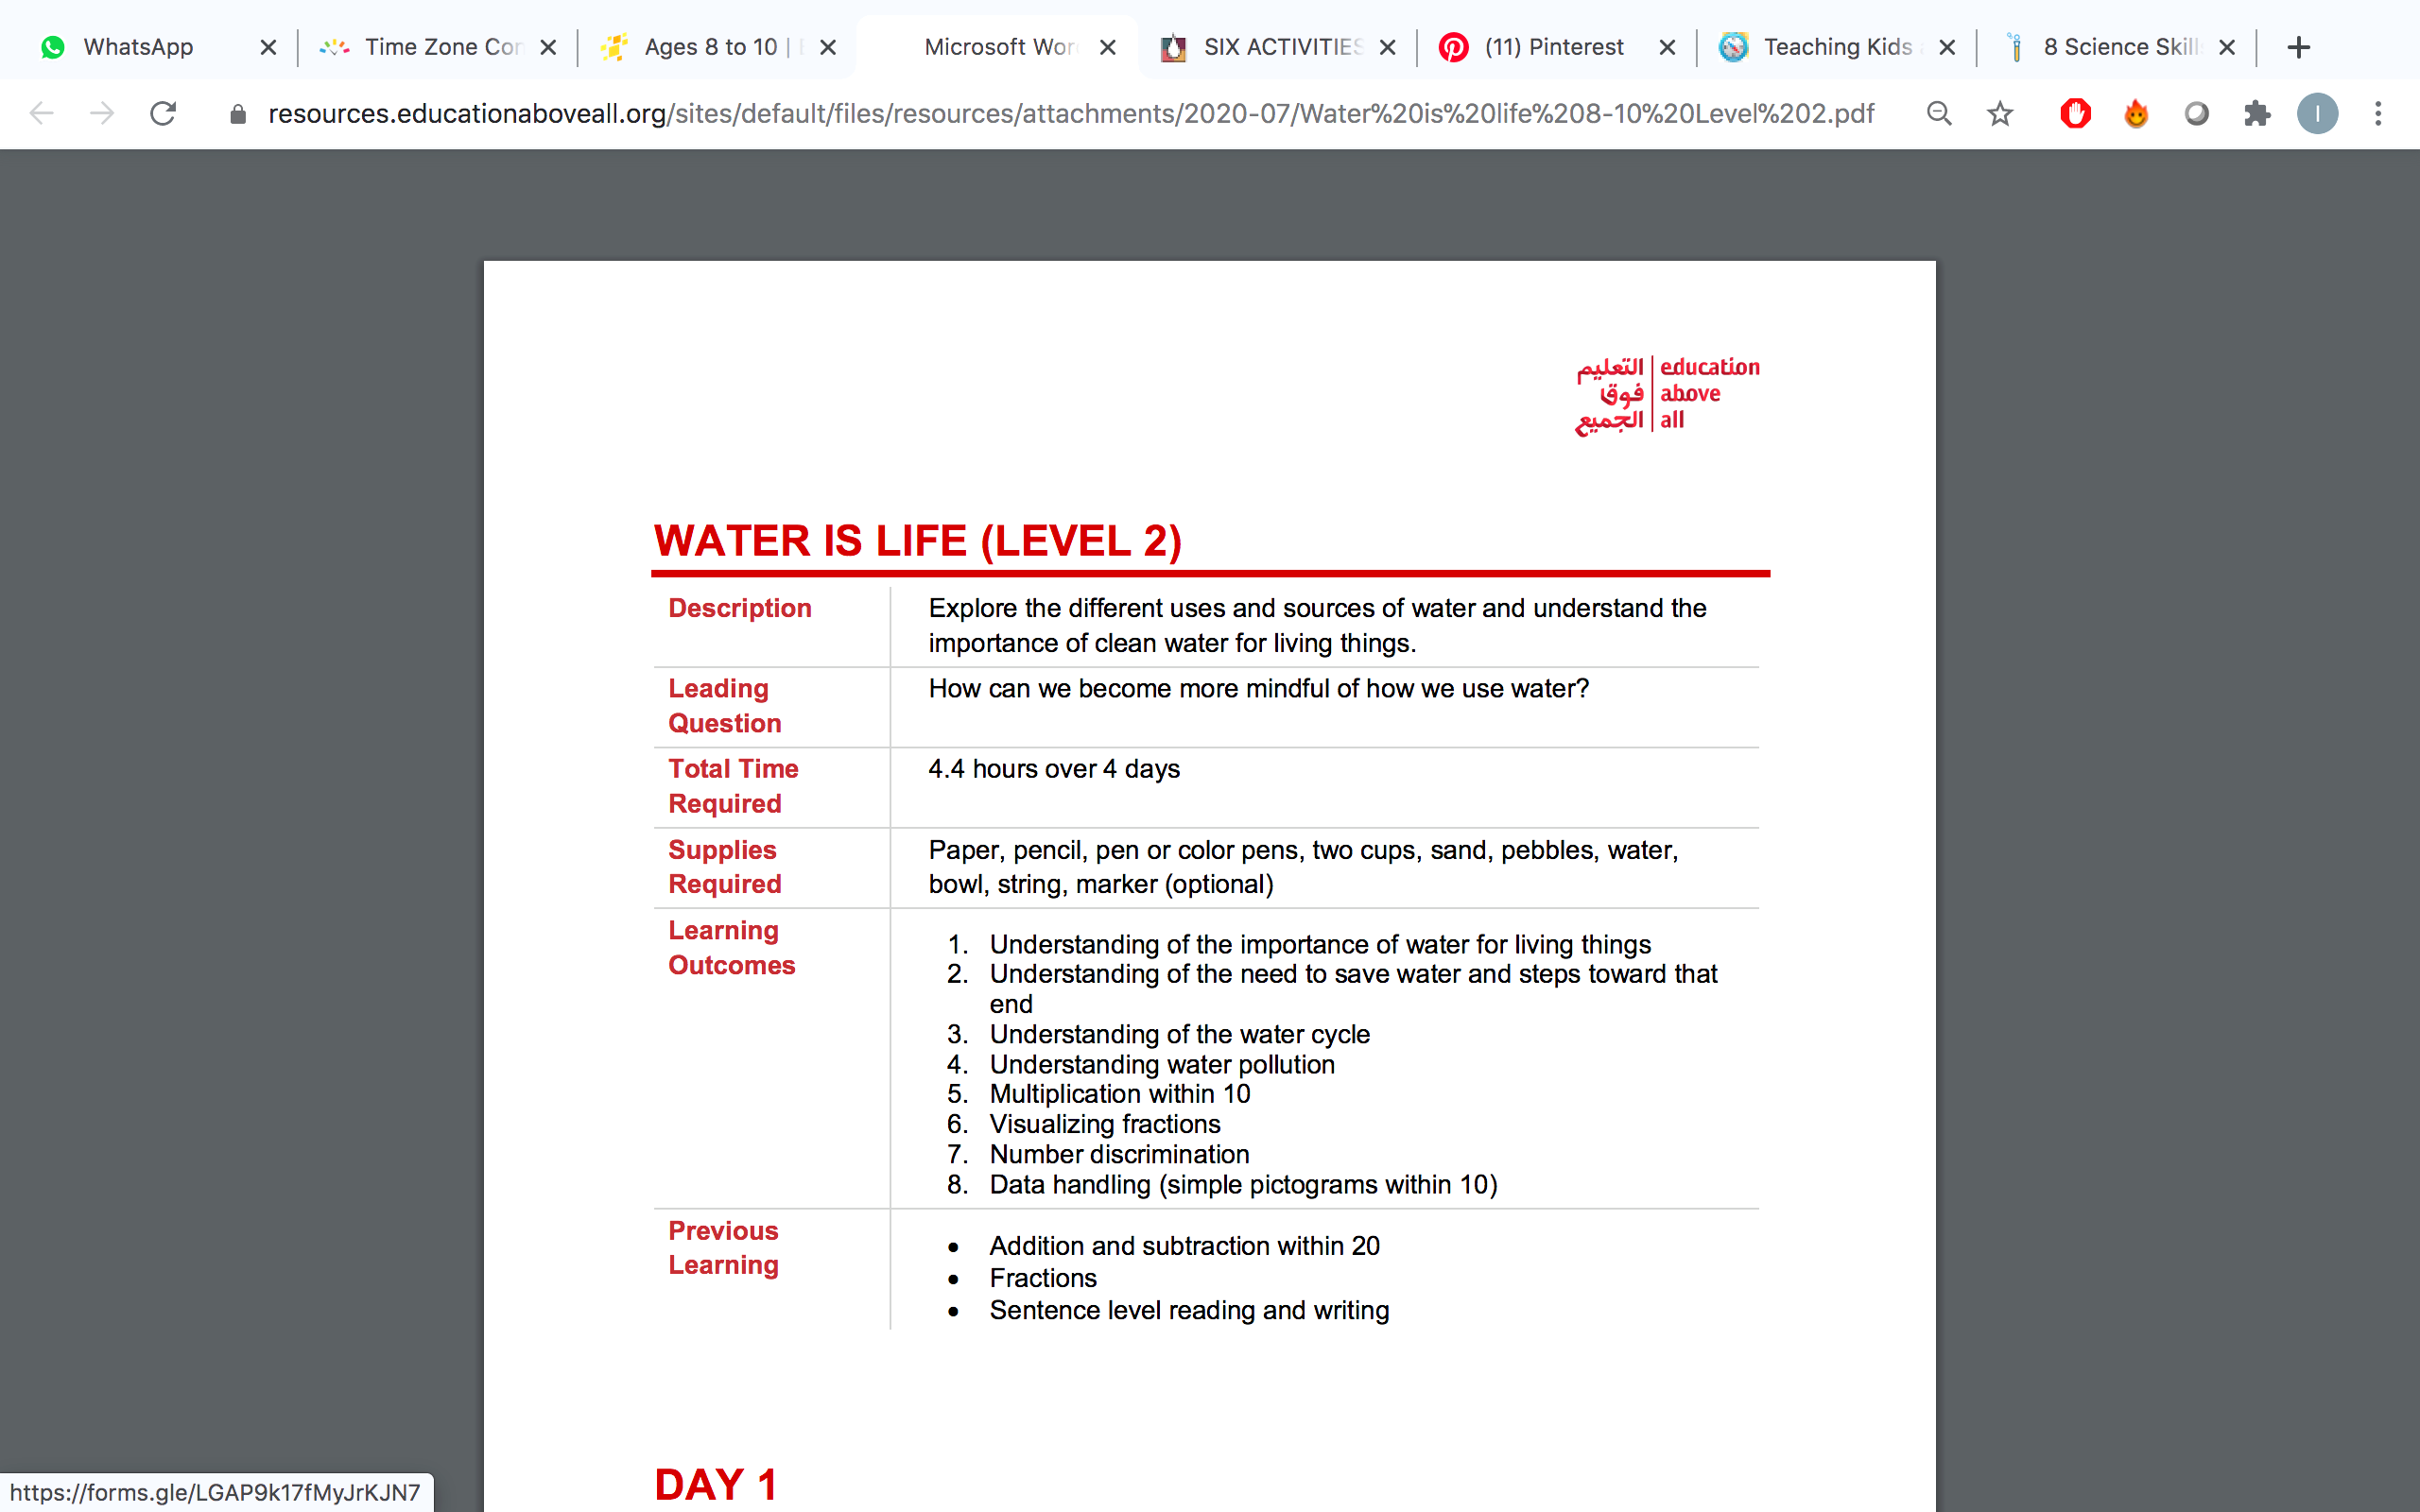 WhatsApp
Time Zone Con
Ages 8 to 10 |
Microsoft Wor
SIX ACTIVITIES
(11) Pinterest
Teaching Kids
8 Science Skill
resources.educationaboveall.org/sites/default/files/resources/attachments/2020-07/Water%20is%20life%208-10%20Level%202.pdf
I
التعليم
فوق
الجميع
education
above
all
WATER IS LIFE (LEVEL 2)
Description
Explore the different uses and sources of water and understand the
importance of clean water for living things.
Leading
Question
How can we become more mindful of how we use water?
Total Time
Required
4.4 hours over 4 days
Supplies
Required
Paper, pencil, pen or color pens, two cups, sand, pebbles, water,
bowl, string, marker (optional)
Learning
Outcomes
1. Understanding of the importance of water for living things
2. Understanding of the need to save water and steps toward that
end
3. Understanding of the water cycle
4. Understanding water pollution
5. Multiplication within 10
6. Visualizing fractions
7. Number discrimination
8. Data handling (simple pictograms within 10)
Previous
Learning
• Addition and subtraction within 20
• Fractions
• Sentence level reading and writing
DAY 1
https://forms.gle/LGAP9k17fMyJrKJN7